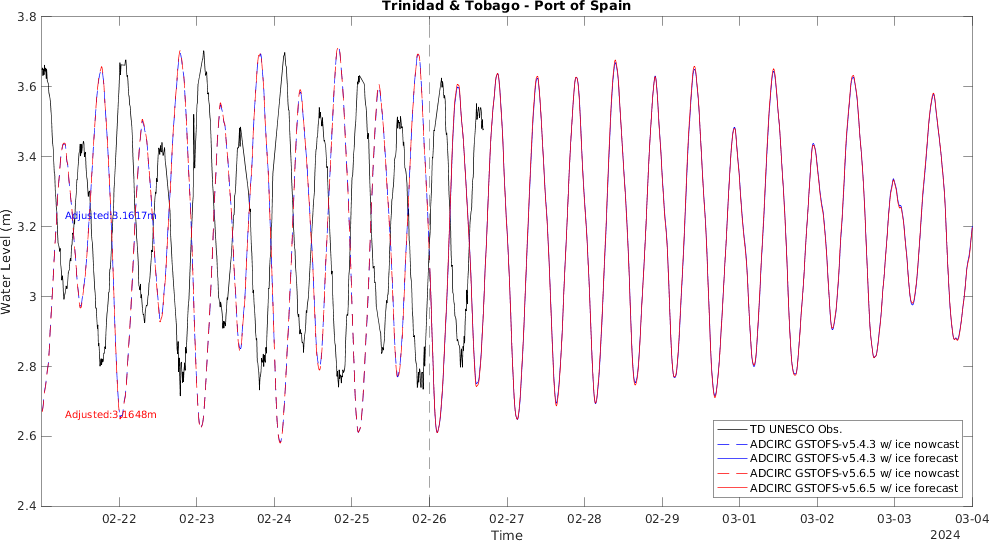 Trinidad & Tobago - Port of Spain
3.8
3.6
3.4
3.2
3
2.8
2.6
2.4
Water Level (m)
Adjusted:3.1617m
Adjusted:3.1648m
TD UNESCO Obs.
ADCIRC GSTOFS-v5.4.3 w/ ice nowcast
ADCIRC GSTOFS-v5.4.3 w/ ice forecast
ADCIRC GSTOFS-v5.6.5 w/ ice nowcast
ADCIRC GSTOFS-v5.6.5 w/ ice forecast
02-22 02-23 02-24 02-25 02-26 02-27 02-28 02-29 03-01 03-02 03-03 03-04
Time
2024